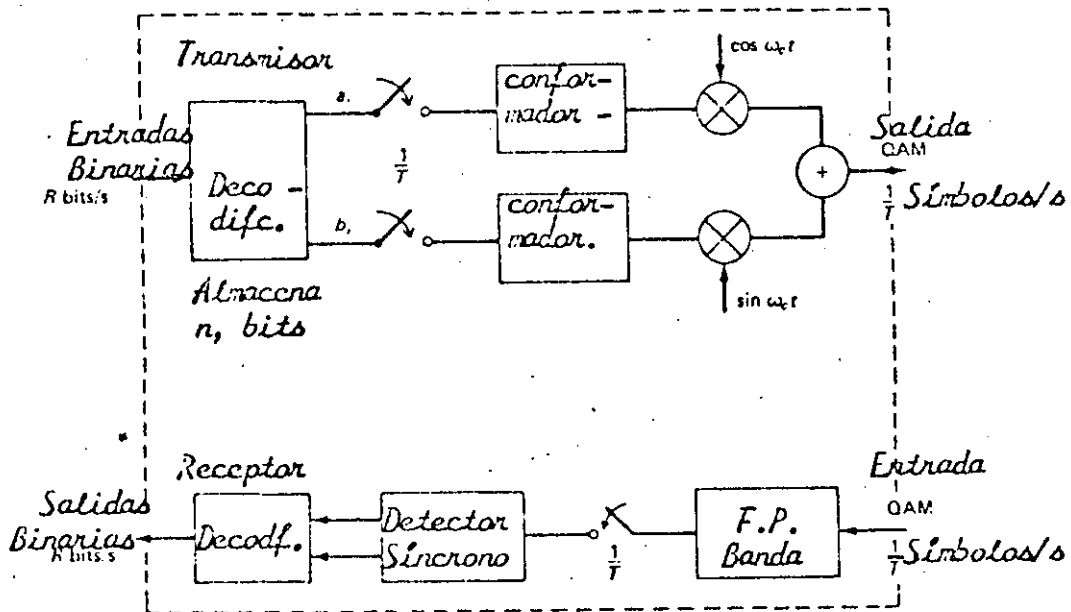 Transmisor
cos ωct
a,
confor-
mador -
Entradas
Binarias
R bits/s
1/T
Salida
QAM
1/T Símbolos/s
+
Deco -
difc.
b,
confor-
mador.
Almaccna
n, bits
sin ωct
Receptor
Entrada
QAM
1/T Símbolos/s
Salidas
Binarias
R bits/s
Decodf.
Detector
Síncrono
1/T
F.P.
Banda